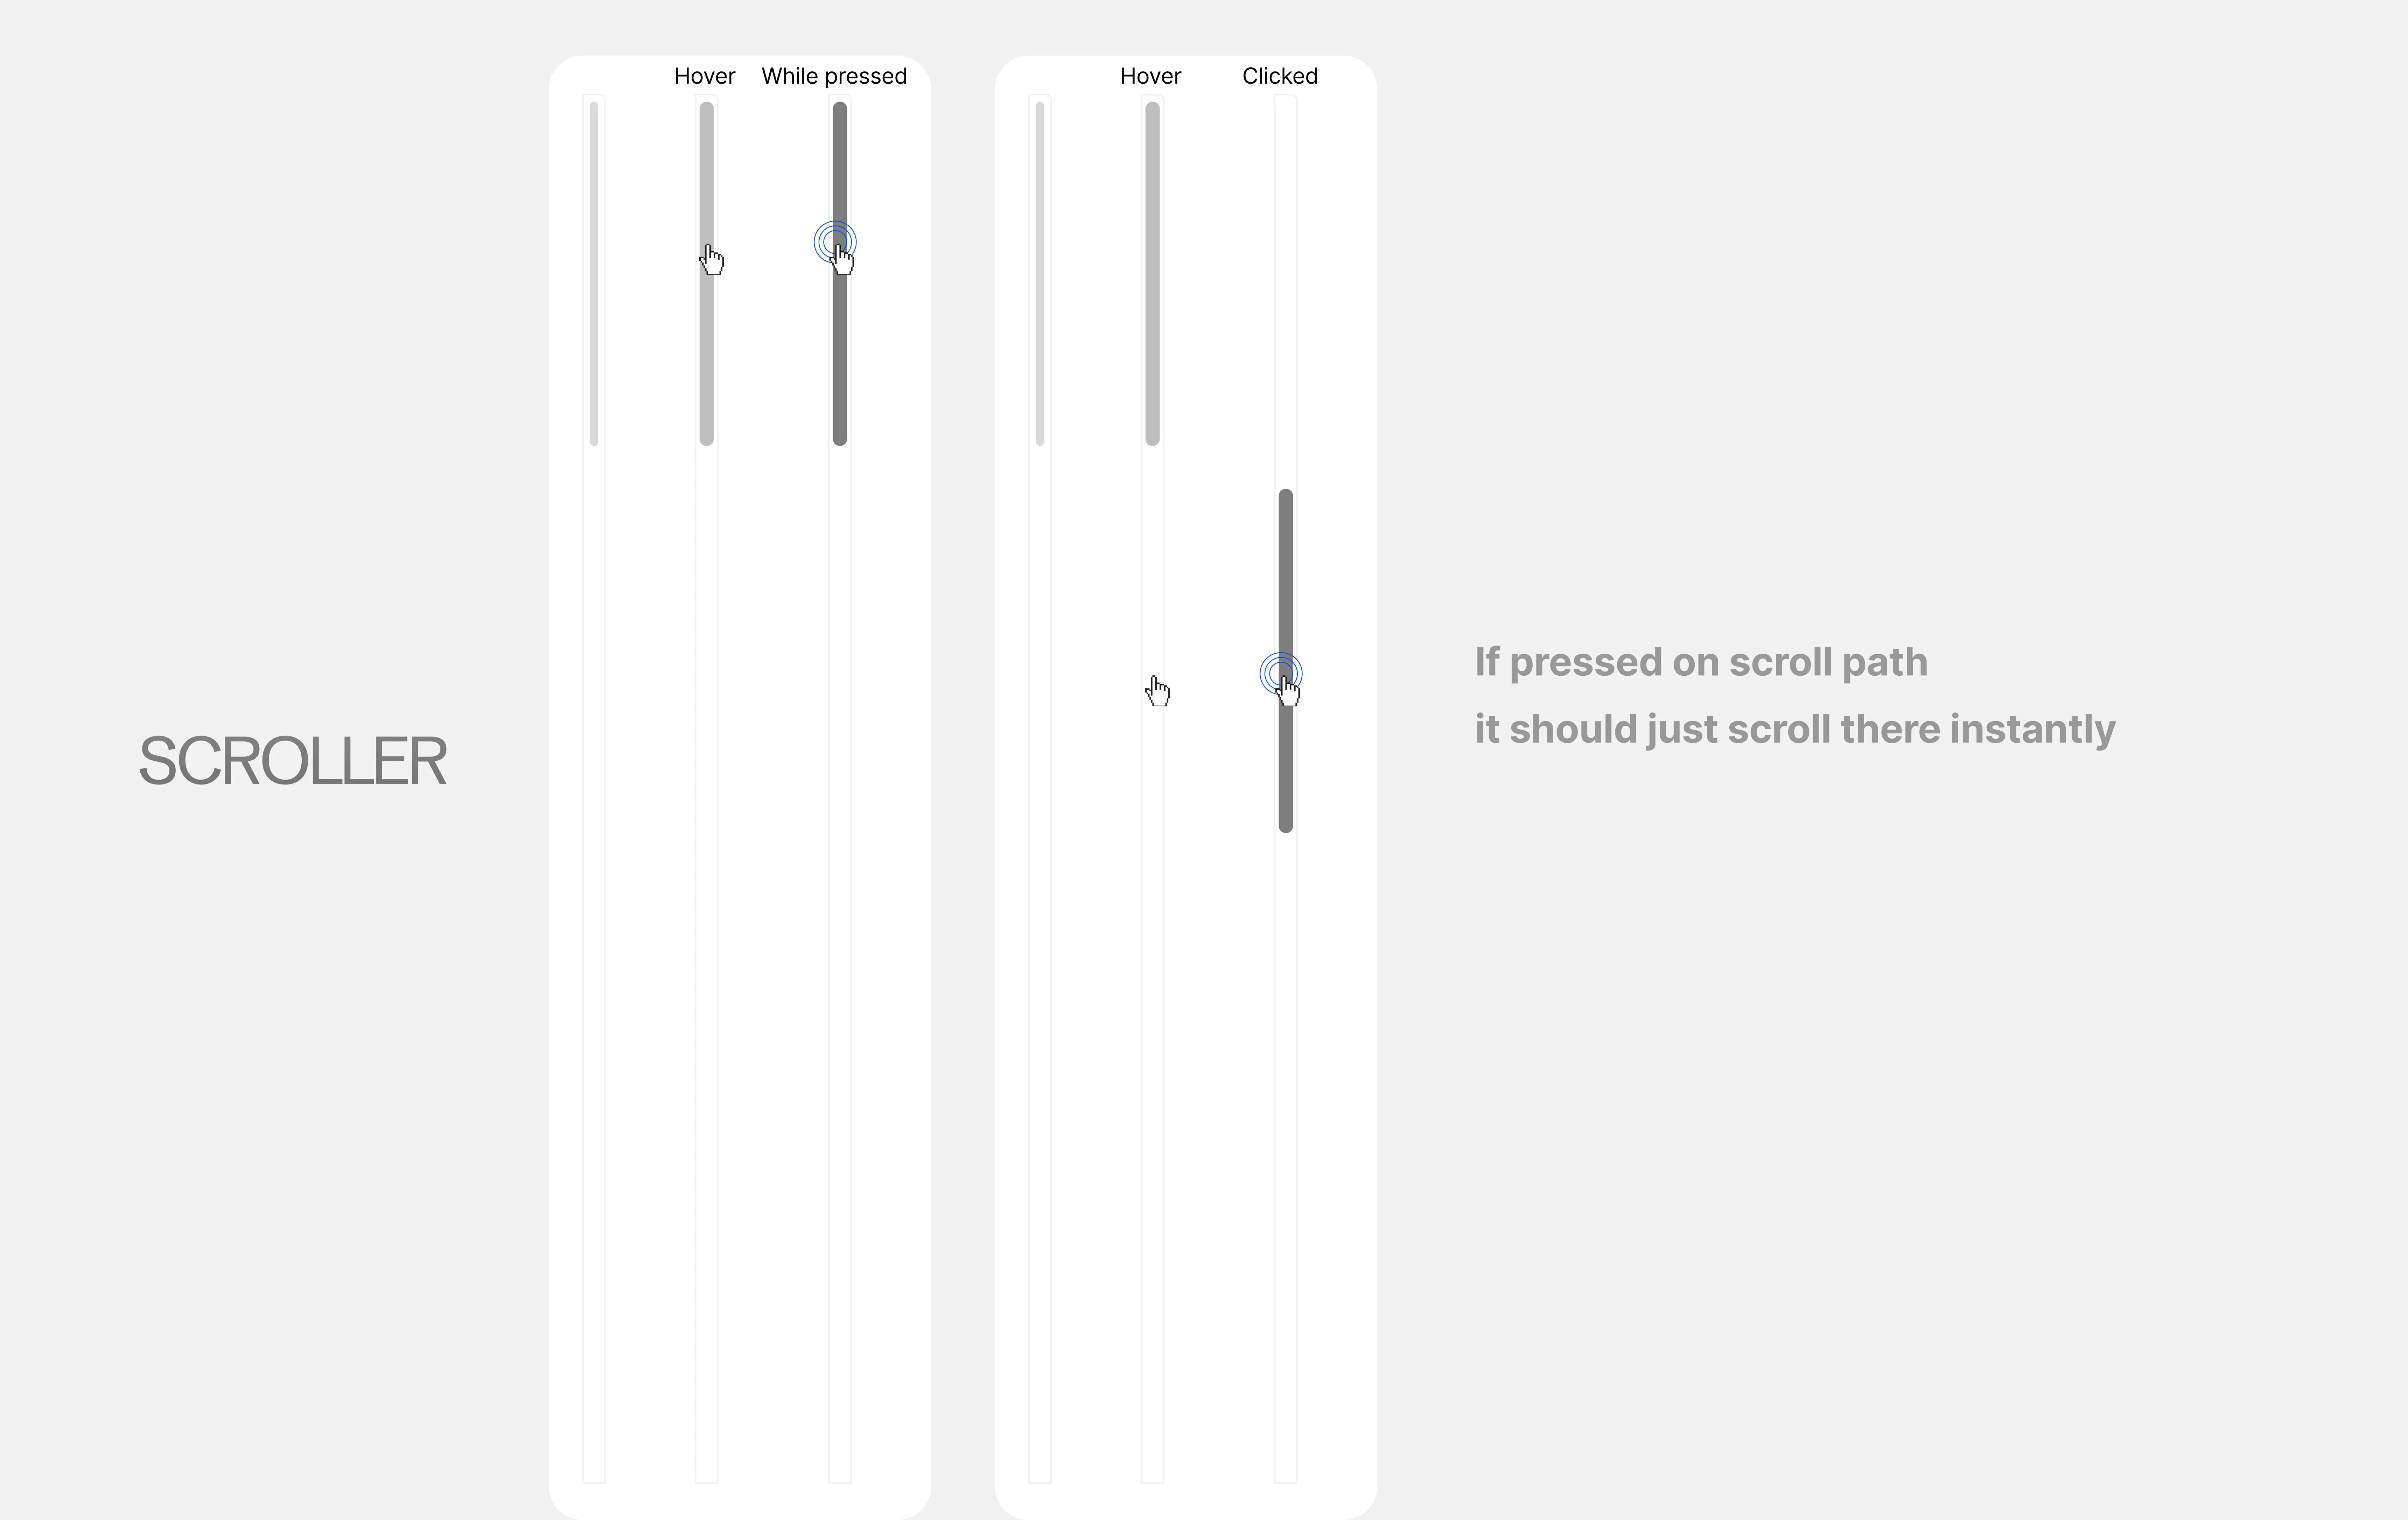 SCROLLER
Hover
While pressed
Hover
Clicked
If pressed on scroll path
it should just scroll there instantly